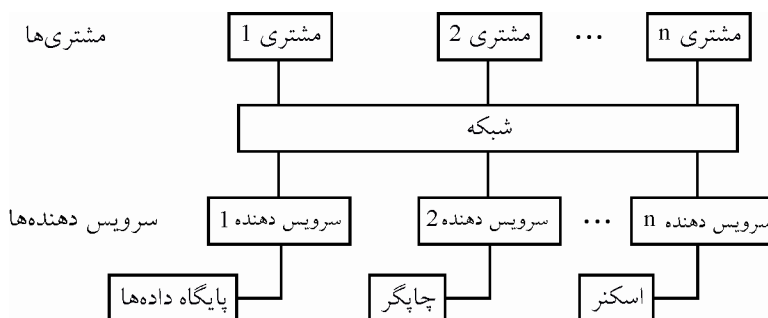 مشتری‌ها
مشتری 1
مشتری 2
...
مشتری n
شبکه
سرویس دهنده‌ها
سرویس دهنده 1
سرویس دهنده 2
...
سرویس دهنده n
پایگاه داده‌ها
چاپگر
اسکنر